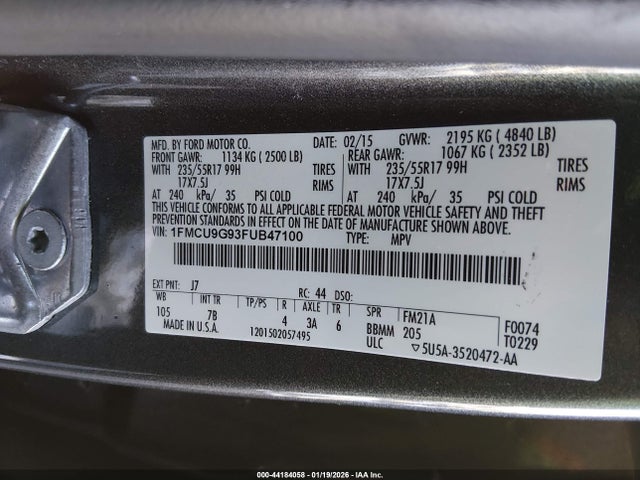 MFD. BY FORD MOTOR CO. DATE: 02/15 GVWR: 2195 KG ( 4840 LB)
FRONT GAWR: 1134 KG ( 2500 LB) REAR GAWR: 1067 KG ( 2352 LB)
WITH 235/55R17 99H TIRES WITH 235/55R17 99H TIRES
17X7.5J RIMS 17X7.5J RIMS
AT 240 kPa/ 35 PSI COLD AT 240 kPa/ 35 PSI COLD
THIS VEHICLE CONFORMS TO ALL APPLICABLE FEDERAL MOTOR VEHICLE SAFETY AND THEFT
PREVENTION STANDARDS IN EFFECT ON THE DATE OF MANUFACTURE SHOWN ABOVE.
VIN: 1FMCU9G93FUB47100 TYPE: MPV
EXT PNT: J7 RC: 44 DSO:
WB INT TR TP/PS R AXLE TR SPR FM21A F0074
105 7B 4 3A 6 BBMM 205 T0229
MADE IN U.S.A. 1201502057495 ULC 5U5A-3520472-AA
000-44184058 - 01/19/2026 - IAA Inc.